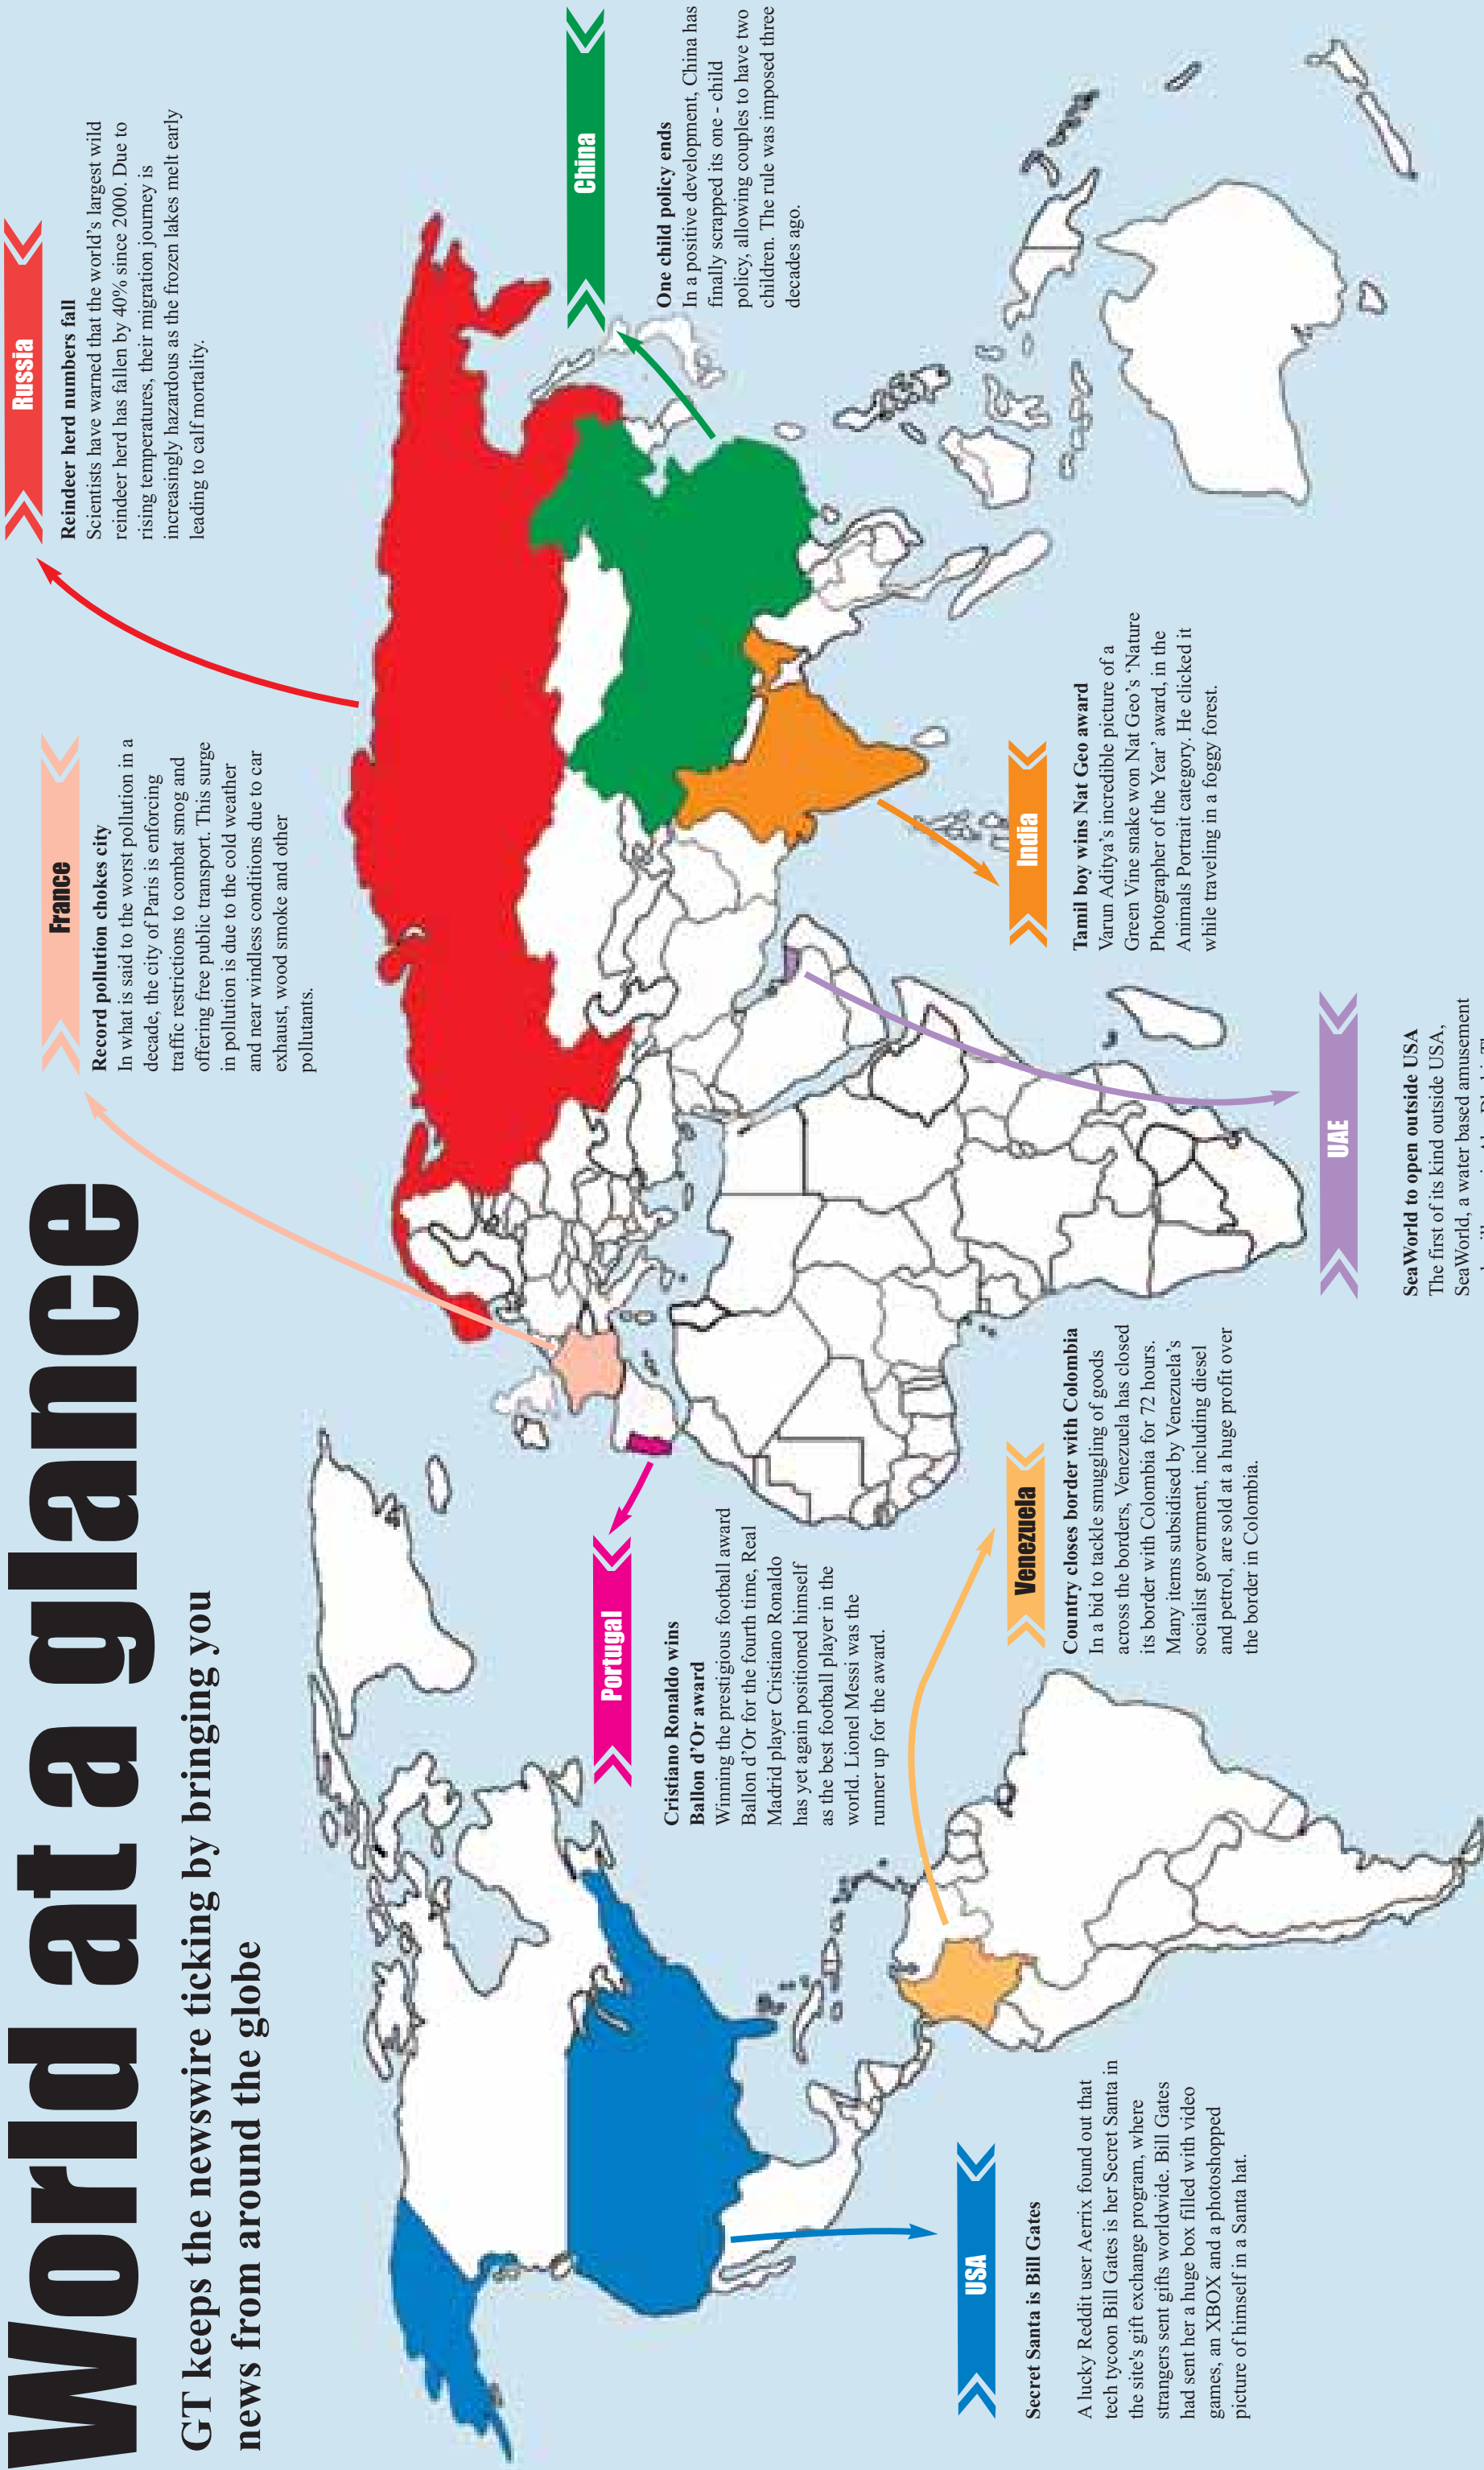 World at a glance
GT keeps the newswire ticking by bringing you
news from around the globe
Russia
Reindeer herd numbers fall
Scientists have warned that the world's largest wild
reindeer herd has fallen by 40% since 2000. Due to
rising temperatures, their migration journey is
increasingly hazardous as the frozen lakes melt early
leading to calf mortality.
France
Record pollution chokes city
In what is said to the worst pollution in a
decade, the city of Paris is enforcing
traffic restrictions to combat smog and
offering free public transport. This surge
in pollution is due to the cold weather
and near windless conditions due to car
exhaust, wood smoke and other
pollutants.
China
One child policy ends
In a positive development, China has
finally scrapped its one - child
policy, allowing couples to have two
children. The rule was imposed three
decades ago.
Portugal
Cristiano Ronaldo wins
Ballon d'Or award
Winning the prestigious football award
Ballon d'Or for the fourth time, Real
Madrid player Cristiano Ronaldo
has yet again positioned himself
as the best football player in the
world. Lionel Messi was the
runner up for the award.
USA
Secret Santa is Bill Gates
A lucky Reddit user Aerrix found out that
tech tycoon Bill Gates is her Secret Santa in
the site's gift exchange program, where
strangers sent gifts worldwide. Bill Gates
had sent her a huge box filled with video
games, an XBOX and a photoshopped
picture of himself in a Santa hat.
Venezuela
Country closes border with Colombia
In a bid to tackle smuggling of goods
across the borders, Venezuela has closed
its border with Colombia for 72 hours.
Many items subsidised by Venezuela's
socialist government, including diesel
and petrol, are sold at a huge profit over
the border in Colombia.
India
Tamil boy wins Nat Geo award
Varun Aditya's incredible picture of a
Green Vine snake won Nat Geo's 'Nature
Photographer of the Year' award, in the
Animals Portrait category. He clicked it
while traveling in a foggy forest.
UAE
SeaWorld to open outside USA
The first of its kind outside USA,
SeaWorld, a water based amusement